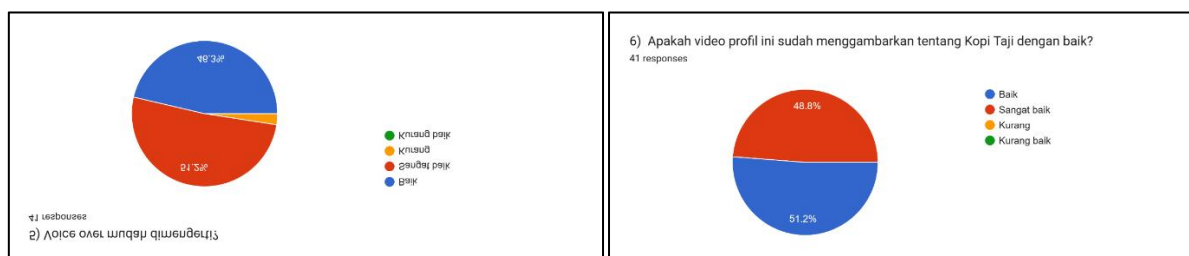 5) Voice over mudah dimengerti?
41 responses
46.3%
51.2%
Baik
Sangat baik
Kurang
Kurang baik
6) Apakah video profil ini sudah menggambarkan tentang Kopi Taji dengan baik?
41 responses
48.8%
51.2%
Baik
Sangat baik
Kurang
Kurang baik